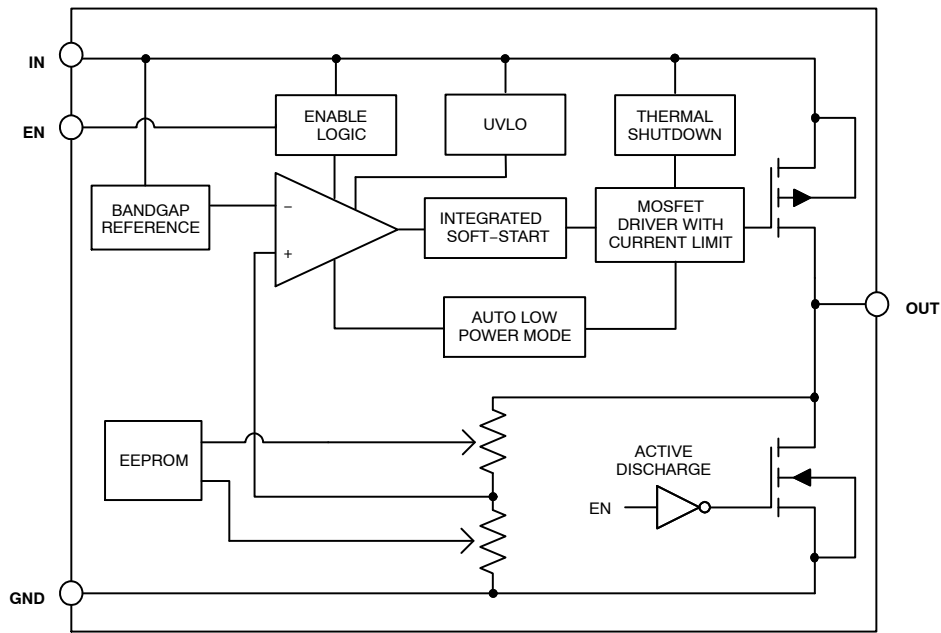 IN
EN
ENABLE
LOGIC
UVLO
THERMAL
SHUTDOWN
BANDGAP
REFERENCE
−
+
INTEGRATED
SOFT−START
MOSFET
DRIVER WITH
CURRENT LIMIT
AUTO LOW
POWER MODE
OUT
EEPROM
ACTIVE
DISCHARGE
EN
GND